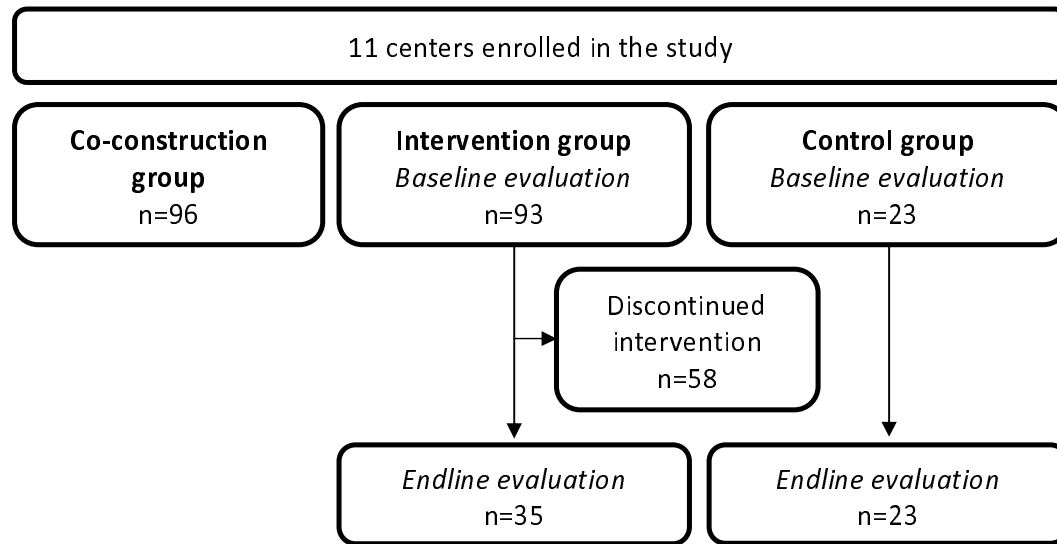 11 centers enrolled in the study
Co-construction
group
n=96
Intervention group
Baseline evaluation
n=93
Control group
Baseline evaluation
n=23
Discontinued
intervention
n=58
Endline evaluation
n=35
Endline evaluation
n=23